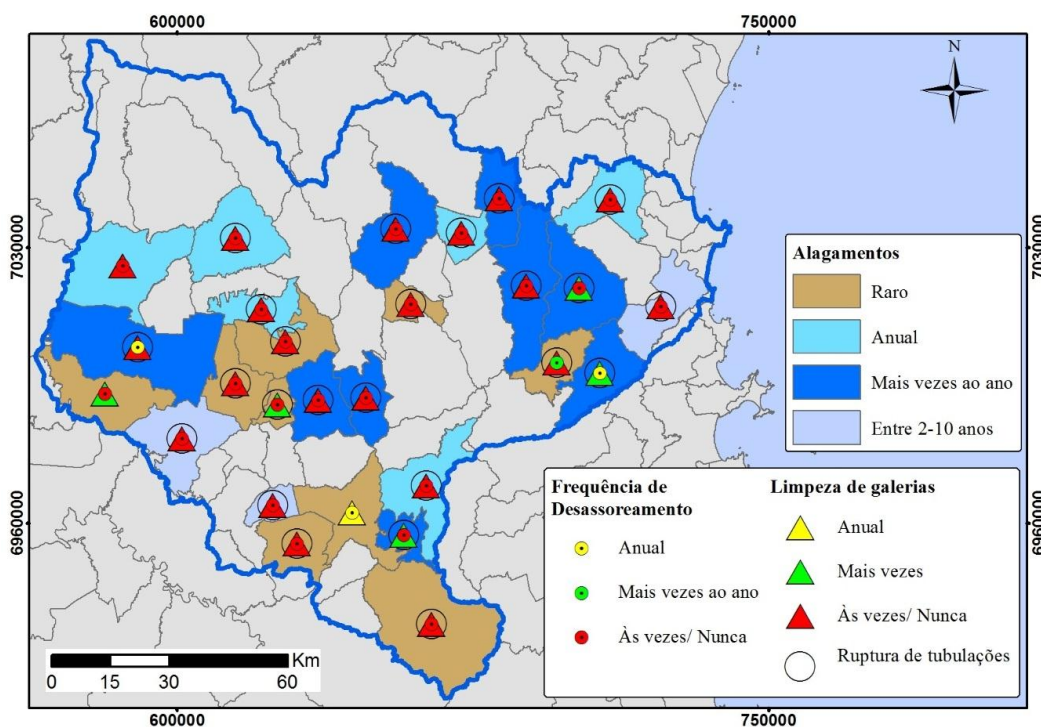 600000
750000
N
7030000
7030000
Alagamentos
Raro
Anual
Mais vezes ao ano
Entre 2-10 anos
Frequência de
Desassoreamento
Anual
Mais vezes ao ano
Às vezes/ Nunca
Limpeza de galerias
Anual
Mais vezes
Às vezes/ Nunca
Ruptura de tubulações
6960000
6960000
Km
0 15 30 60
600000
750000